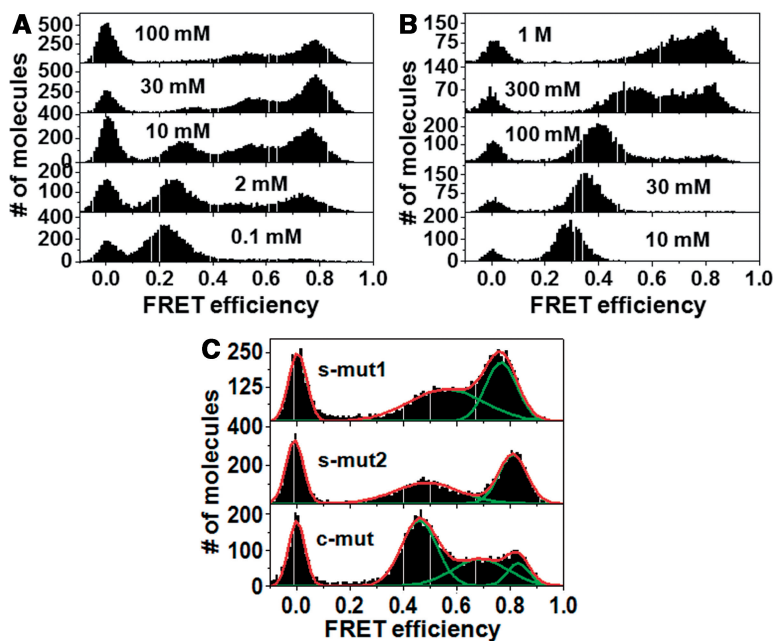 A
B
# of molecules
500
250
0
100 mM
500
250
400
30 mM
200
0
10 mM
200
100
400
2 mM
200
0
0.1 mM
0.0 0.2 0.4 0.6 0.8 1.0
FRET efficiency
# of molecules
150
75
140
1 M
70
300 mM
200
100
0
100 mM
150
75
200
30 mM
100
0
10 mM
0.0 0.2 0.4 0.6 0.8 1.0
FRET efficiency
C
# of molecules
250
125
400
s-mut1
200
s-mut2
200
100
0
c-mut
0.0 0.2 0.4 0.6 0.8 1.0
FRET efficiency